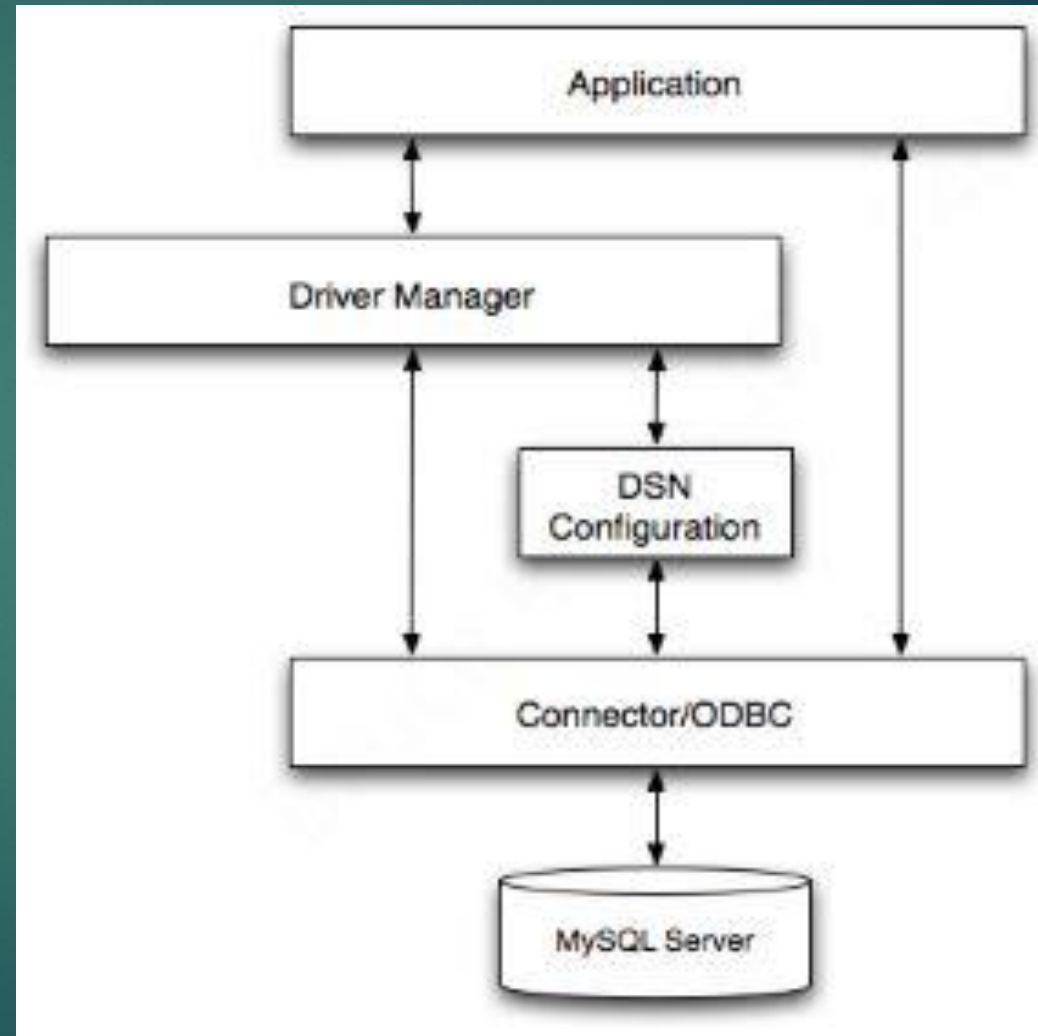 Application
Driver Manager
DSN
Configuration
Connector/ODBC
MySQL Server